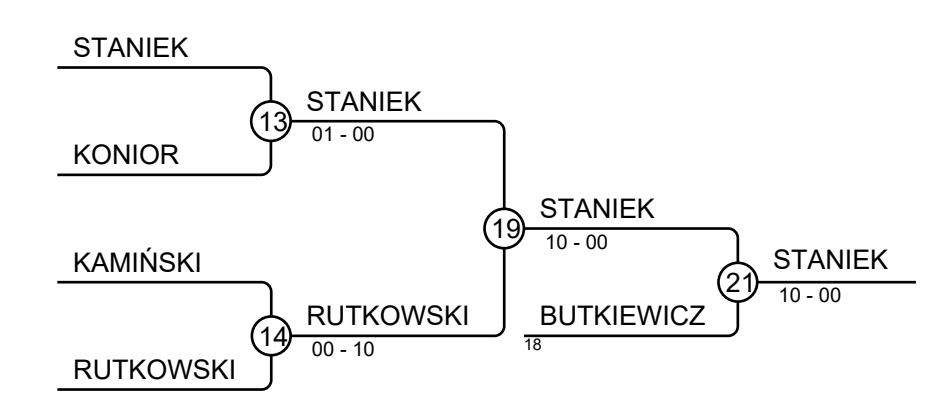 STANIEK
13
STANIEK
01 - 00
KONIOR
19
STANIEK
10 - 00
KAMIŃSKI
21
STANIEK
10 - 00
14
RUTKOWSKI
00 - 10
BUTKIEWICZ
18
RUTKOWSKI